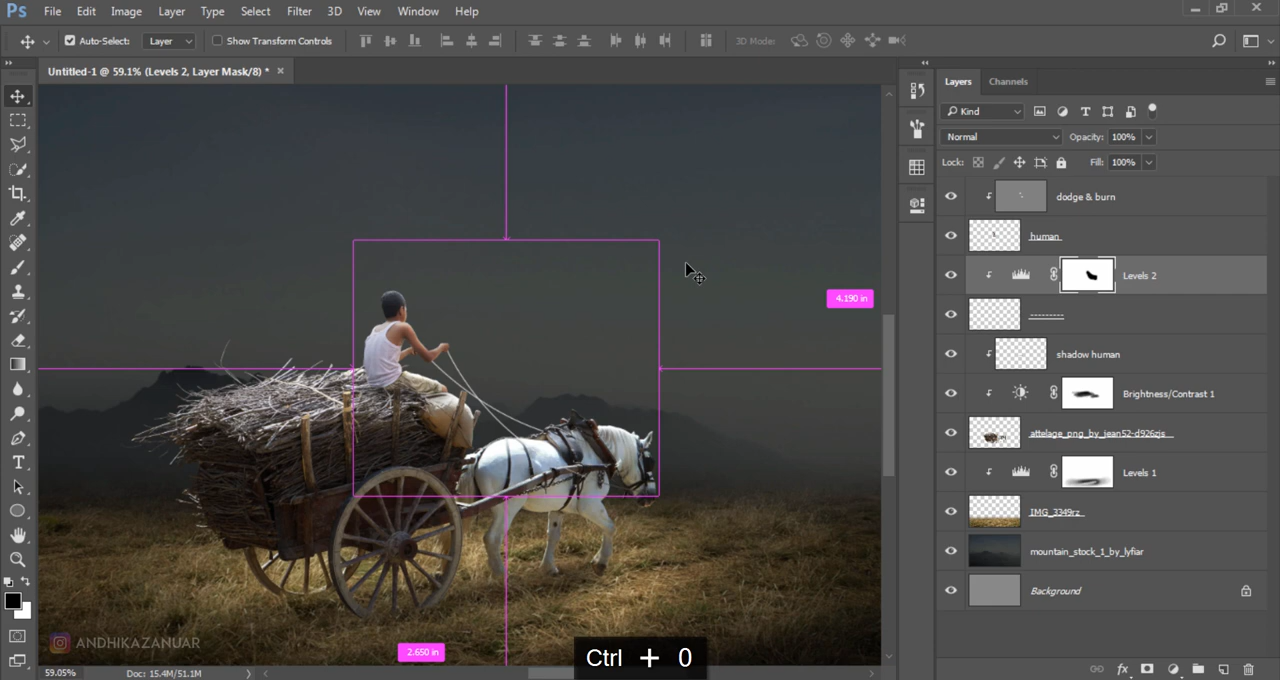 Ps File Edit Image Layer Type Select Filter 3D View Window Help
Auto-Select: Layer Show Transform Controls 3D Mode:
Untitled-1 @ 59.1% (Levels 2, Layer Mask/8) * ×
Layers Channels
Kind
Normal Opacity: 100%
Lock: Fill: 100%
dodge & burn
human
Levels 2
4.190 in
---------
shadow human
Brightness/Contrast 1
attelage_png_by_jean52-d926zjs
Levels 1
IMG_3349rz
mountain_stock_1_by_lyfiar
Background
ANDHIKAZANUAR
2.650 in
Ctrl + 0
59.05% Doc: 15.4M/51.1M
fx